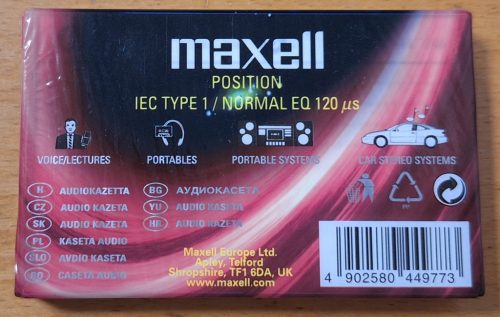 maxell
POSITION
IEC TYPE 1 / NORMAL EQ 120 µs
VOICE/LECTURES PORTABLES PORTABLE SYSTEMS CAR STEREO SYSTEMS
H AUDIOKAZETTA BG АУДИОКАСЕТА
CZ AUDIO KAZETA YU AUDIO KASETA
SK AUDIO KAZETA HR AUDIO KAZETA
PL KASETA AUDIO
SLO AVDIO KASETA
RO CASETA AUDIO
Maxell Europe Ltd.
Apley, Telford
Shropshire, TF1 6DA, UK
www.maxell.com
4 902580 449773